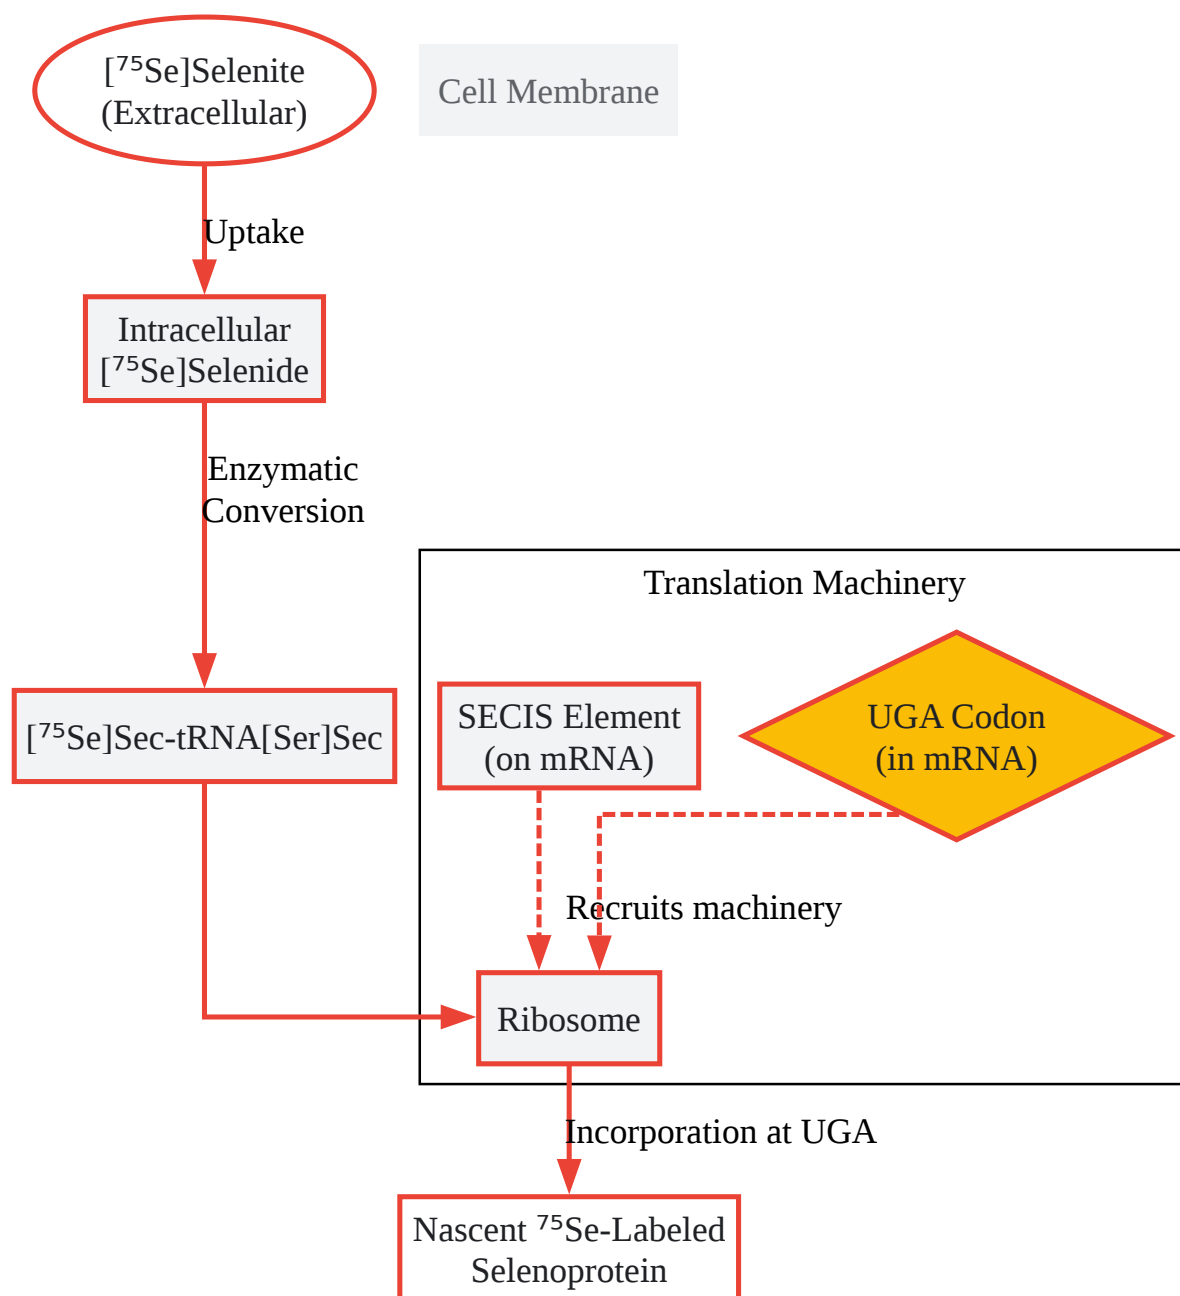 [⁷⁵Se]Selenite
(Extracellular)
Cell Membrane
Uptake
Intracellular
[⁷⁵Se]Selenide
Enzymatic
Conversion
Translation Machinery
[⁷⁵Se]Sec-tRNA[Ser]Sec
SECIS Element
(on mRNA)
UGA Codon
(in mRNA)
Recruits machinery
Ribosome
Incorporation at UGA
Nascent ⁷⁵Se-Labeled
Selenoprotein